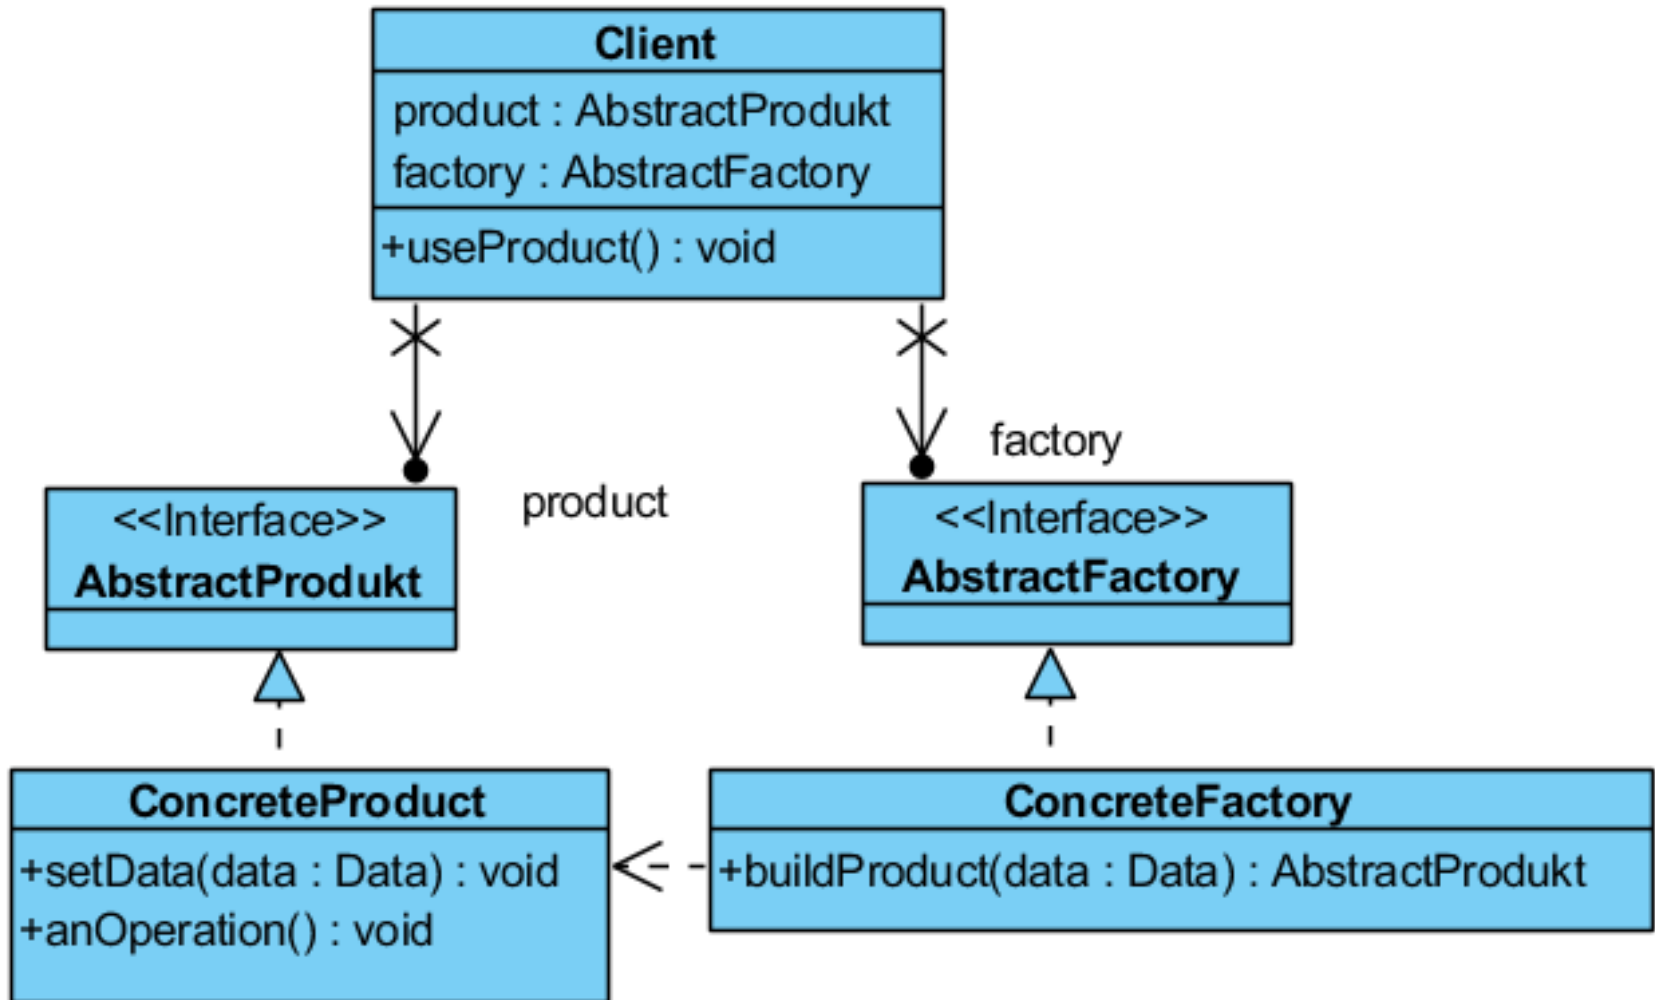 Client
product : AbstractProdukt
factory : AbstractFactory
+useProduct() : void
factory
product
<<Interface>>
AbstractProdukt
<<Interface>>
AbstractFactory
ConcreteProduct
+setData(data : Data) : void
+anOperation() : void
ConcreteFactory
+buildProduct(data : Data) : AbstractProdukt